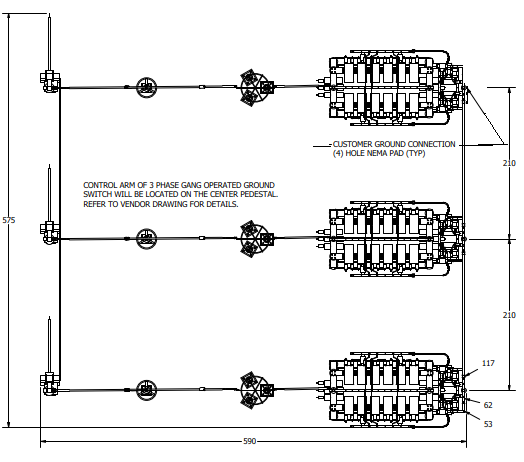 CUSTOMER GROUND CONNECTION
(4) HOLE NEMA PAD (TYP)
210
CONTROL ARM OF 3 PHASE GANG OPERATED GROUND
SWITCH WILL BE LOCATED ON THE CENTER PEDESTAL.
REFER TO VENDOR DRAWING FOR DETAILS.
575
210
117
62
53
590